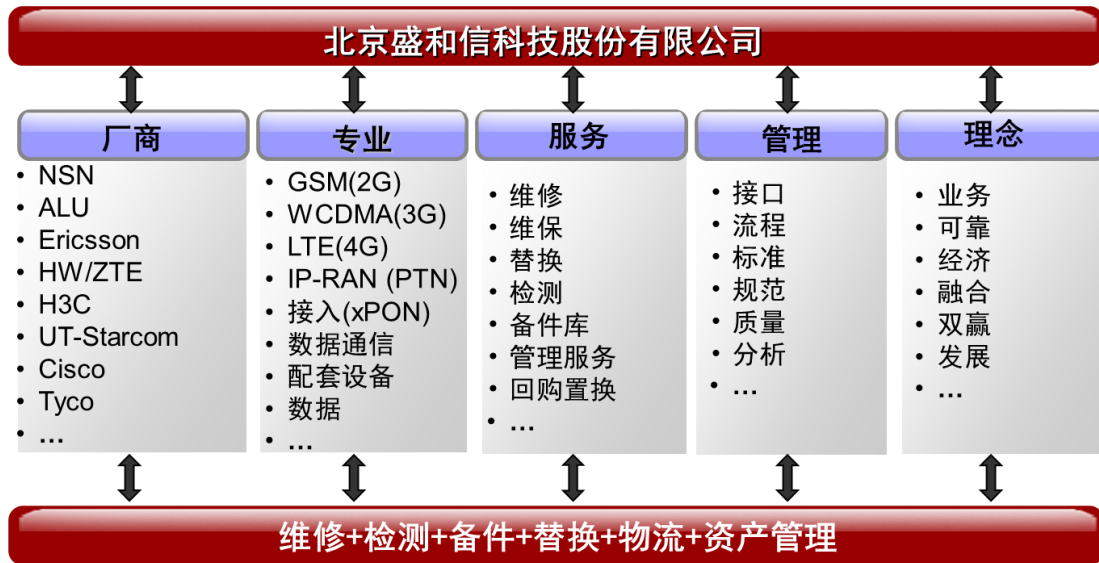 北京盛和信科技股份有限公司
厂商
• NSN
• ALU
• Ericsson
• HW/ZTE
• H3C
• UT-Starcom
• Cisco
• Tyco
• ...
专业
• GSM(2G)
• WCDMA(3G)
• LTE(4G)
• IP-RAN (PTN)
• 接入(xPON)
• 数据通信
• 配套设备
• 数据
• ...
服务
• 维修
• 维保
• 替换
• 检测
• 备件库
• 管理服务
• 回购置换
• ...
管理
• 接口
• 流程
• 标准
• 规范
• 质量
• 分析
• ...
理念
• 业务
• 可靠
• 经济
• 融合
• 双赢
• 发展
• ...
维修+检测+备件+替换+物流+资产管理